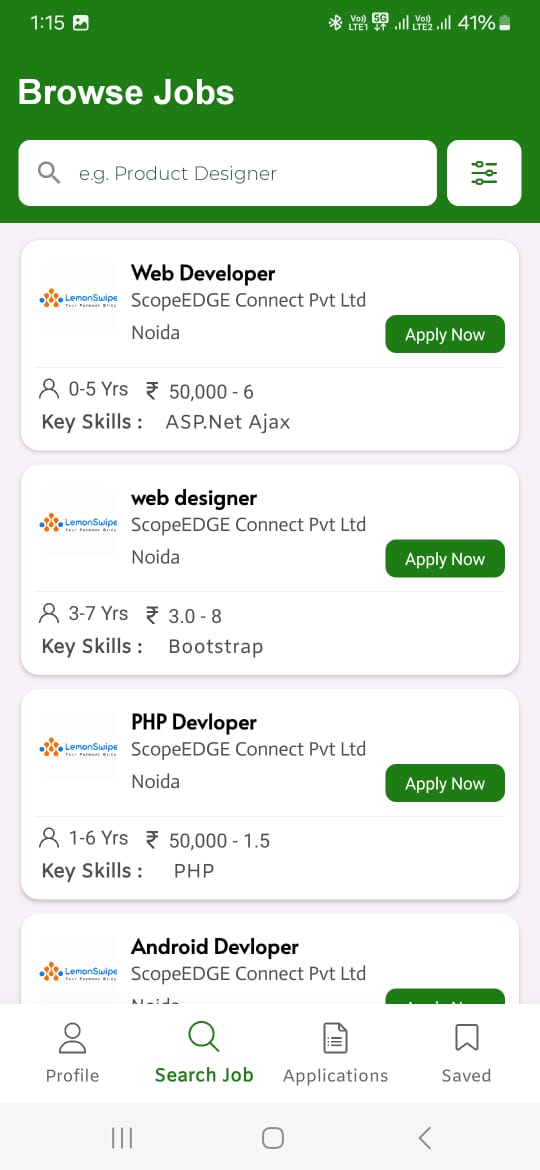 1:15 Vo)) LTE1 5G Vo)) LTE2 41%
Browse Jobs
e.g. Product Designer
Web Developer
LemonSwipe
ScopeEDGE Connect Pvt Ltd
Noida
Apply Now
0-5 Yrs ₹ 50,000 - 6
Key Skills : ASP.Net Ajax
web designer
LemonSwipe
ScopeEDGE Connect Pvt Ltd
Noida
Apply Now
3-7 Yrs ₹ 3.0 - 8
Key Skills : Bootstrap
PHP Devloper
LemonSwipe
ScopeEDGE Connect Pvt Ltd
Noida
Apply Now
1-6 Yrs ₹ 50,000 - 1.5
Key Skills : PHP
Android Devloper
LemonSwipe
ScopeEDGE Connect Pvt Ltd
Noida
Apply Now
Profile Search Job Applications Saved